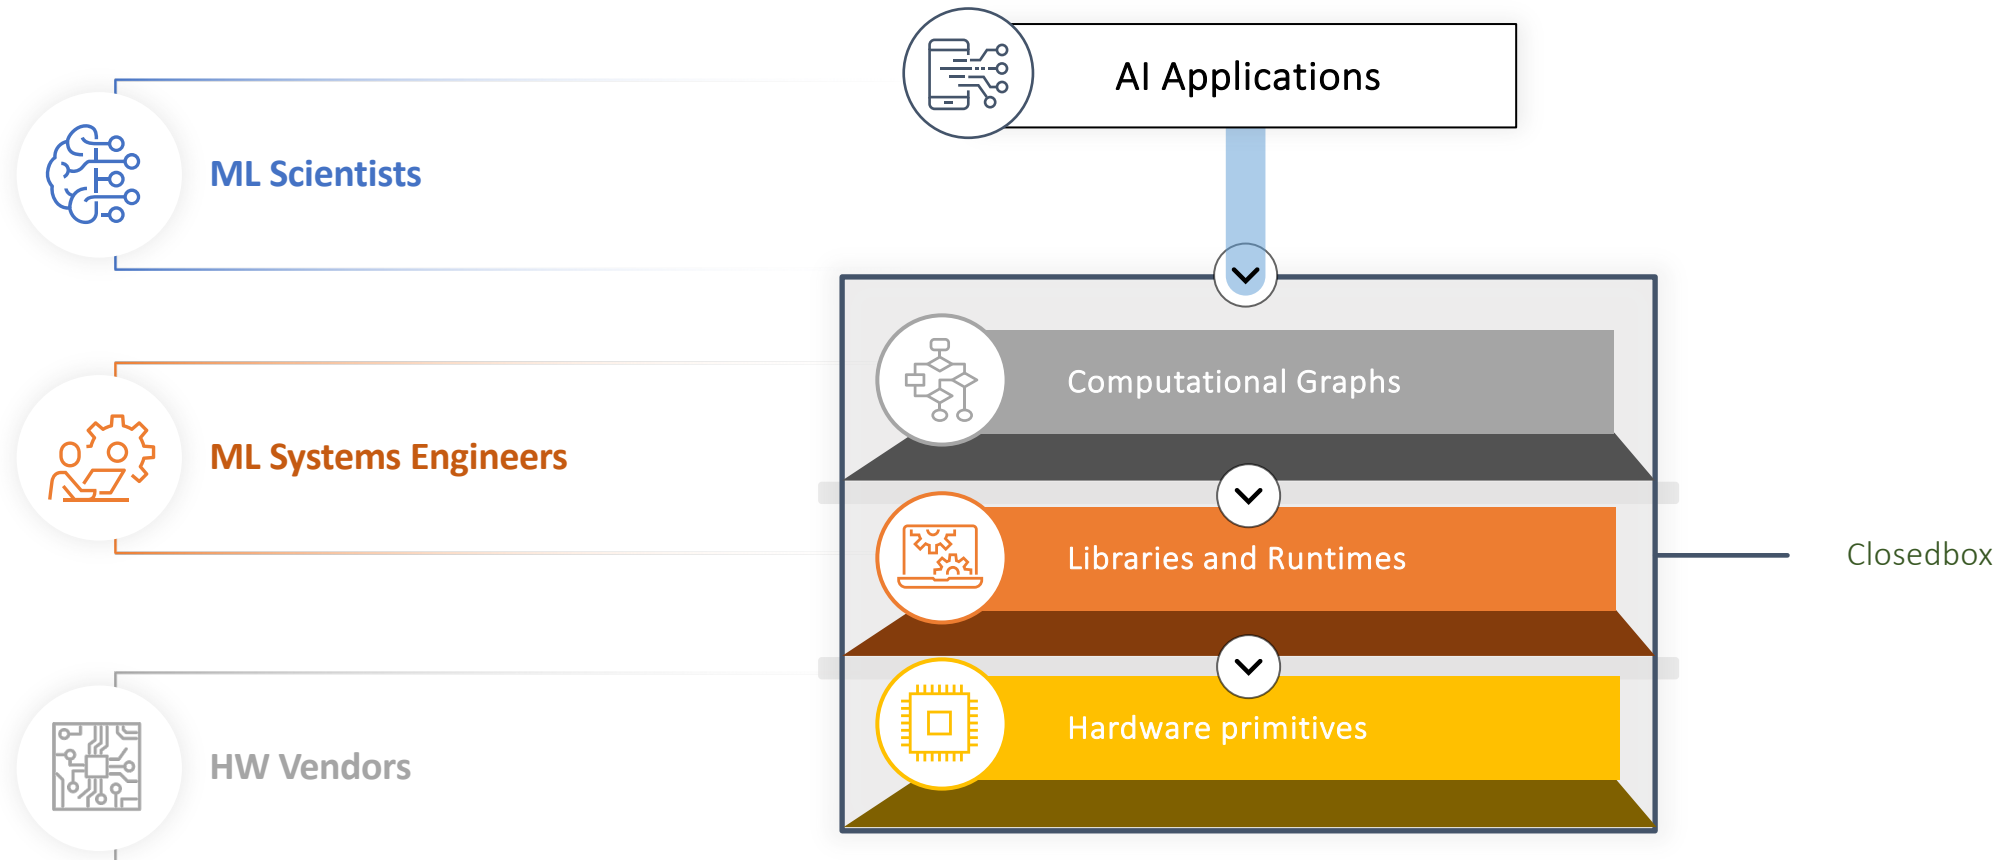 AI Applications
ML Scientists
Computational Graphs
ML Systems Engineers
Libraries and Runtimes
Closedbox
Hardware primitives
HW Vendors